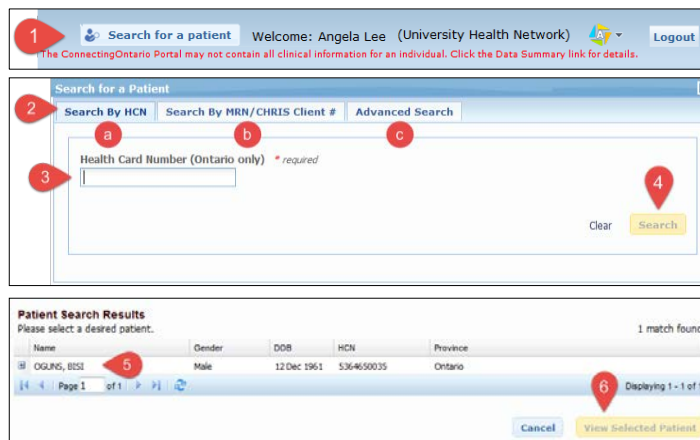 1 Search for a patient Welcome: Angela Lee (University Health Network) Logout
The ConnectingOntario Portal may not contain all clinical information for an individual. Click the Data Summary link for details.
Search for a Patient
2 Search By HCN Search By MRN/CHRIS Client # Advanced Search
a b c
Health Card Number (Ontario only) * required
3
4
Clear Search
Patient Search Results
Please select a desired patient. 1 match found
Name Gender DOB HCN Province
OGUNS, BISI 5 Male 12 Dec 1961 5364650035 Ontario
Page 1 of 1 6 Displaying 1 - 1 of 1
Cancel View Selected Patient